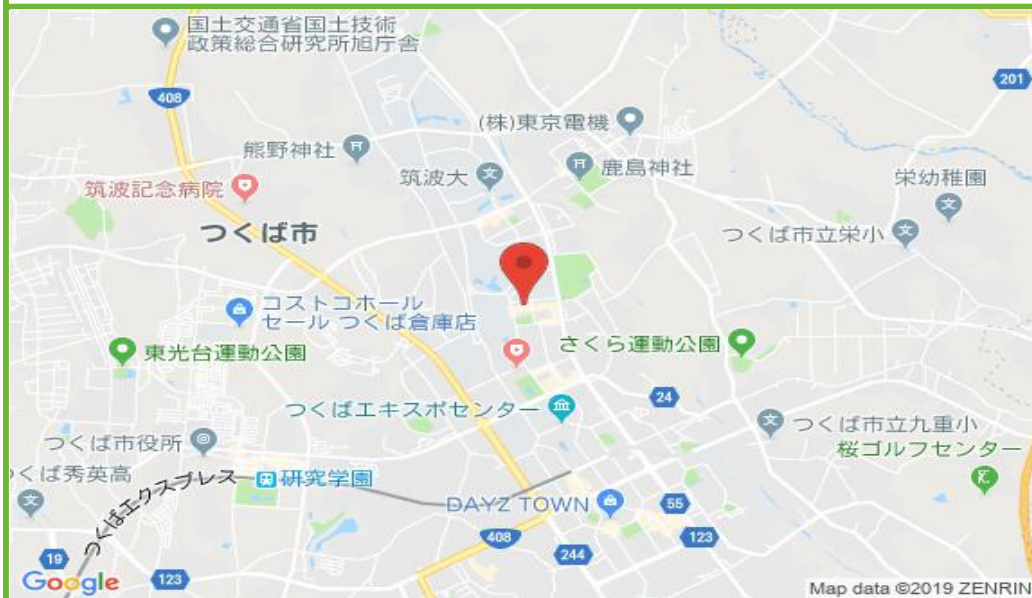 国土交通省国土技術
政策総合研究所旭庁舎
201
408
(株)東京電機
熊野神社
鹿島神社
筑波大
栄幼稚園
筑波記念病院
つくば市
つくば市立栄小
コストコホール
セール つくば倉庫店
さくら運動公園
東光台運動公園
24
つくばエキスポセンター
つくば市立九重小
つくば市役所
桜ゴルフセンター
つくば秀英高
研究学園
つくばエクスプレス
DAYZ TOWN
55
408
123
19
244
Google
123
Map data ©2019 ZENRIN